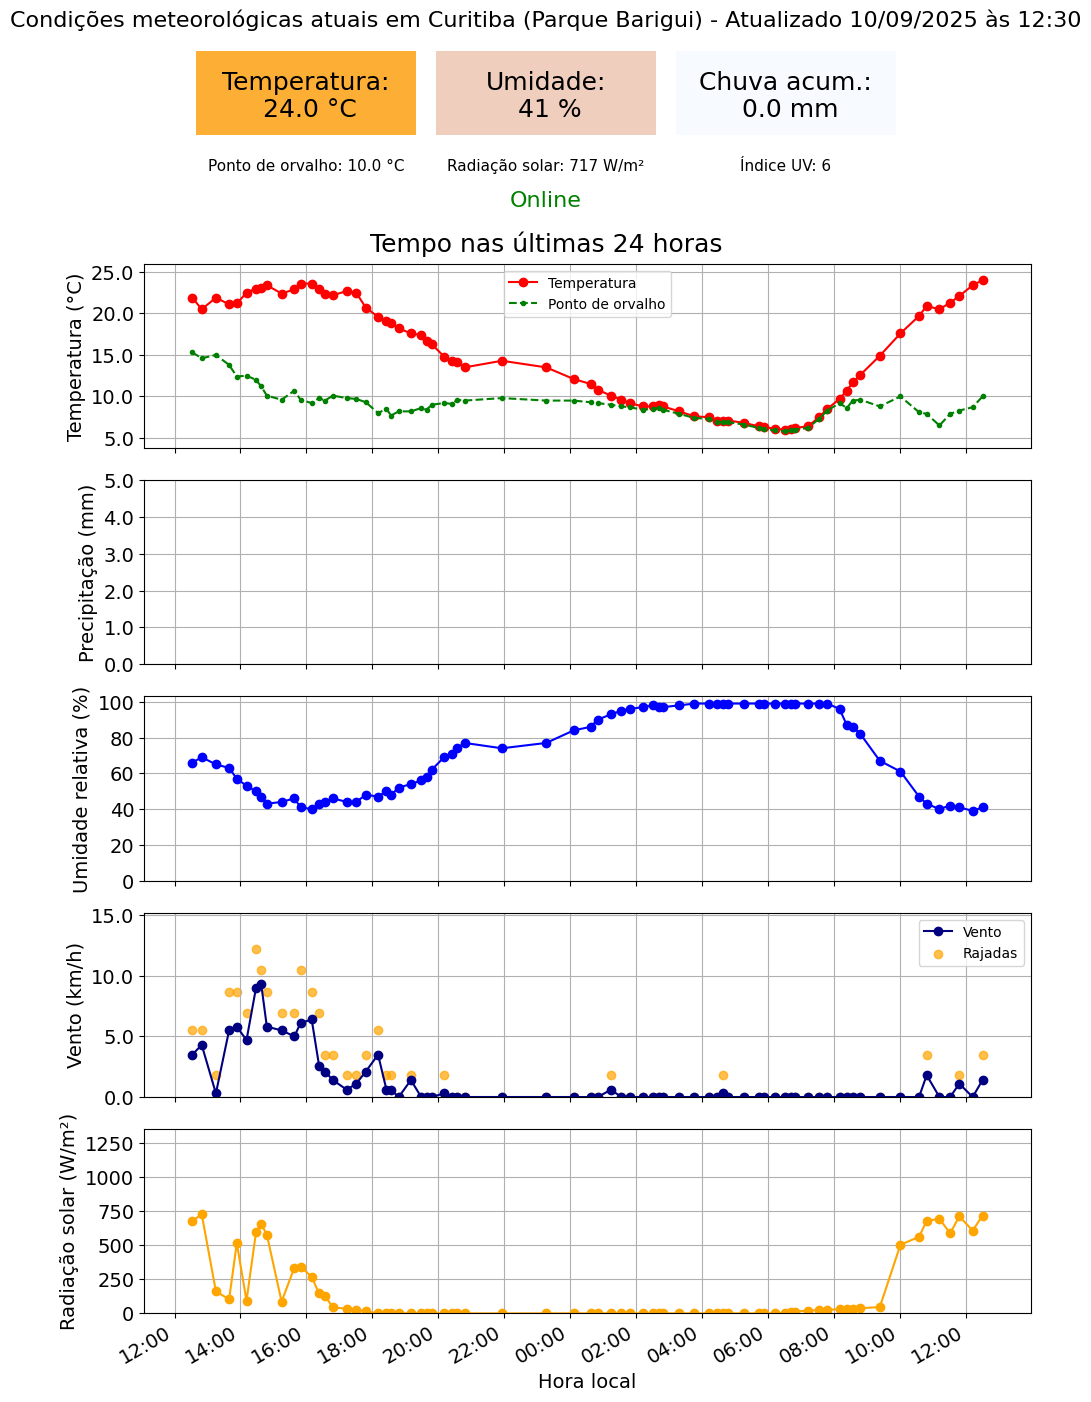 Condições meteorológicas atuais em Curitiba (Parque Barigui) - Atualizado 10/09/2025 às 12:30
Temperatura:
24.0 °C
Umidade:
41 %
Chuva acum.:
0.0 mm
Ponto de orvalho: 10.0 °C
Radiação solar: 717 W/m²
Índice UV: 6
Online
Tempo nas últimas 24 horas
Temperatura (°C)
25.0
20.0
15.0
10.0
5.0
Temperatura
Ponto de orvalho
Precipitação (mm)
5.0
4.0
3.0
2.0
1.0
0.0
Umidade relativa (%)
100
80
60
40
20
0
Vento (km/h)
15.0
10.0
5.0
0.0
Vento
Rajadas
Radiação solar (W/m²)
1250
1000
750
500
250
0
12:00
14:00
16:00
18:00
20:00
22:00
00:00
02:00
04:00
06:00
08:00
10:00
12:00
Hora local